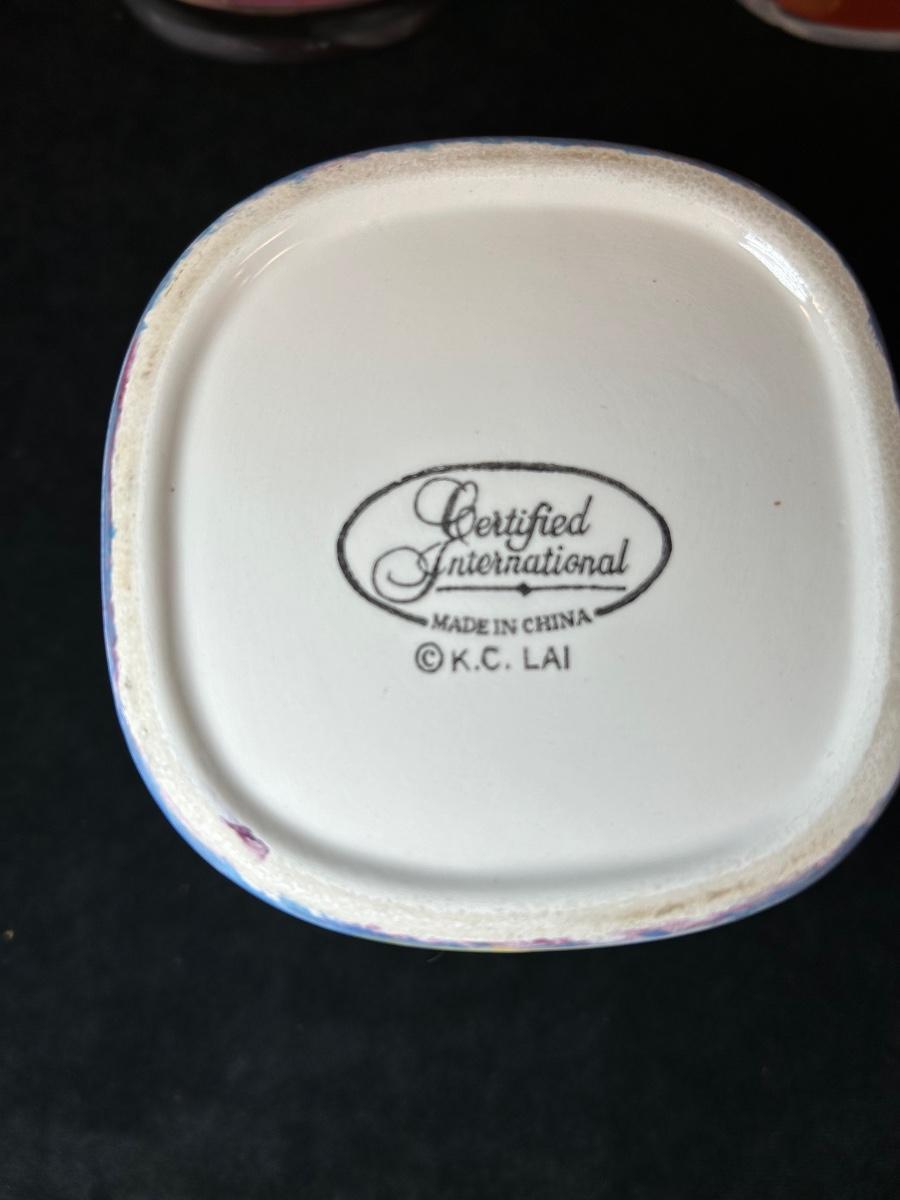 Certified
International
MADE IN CHINA
© K.C. LAI